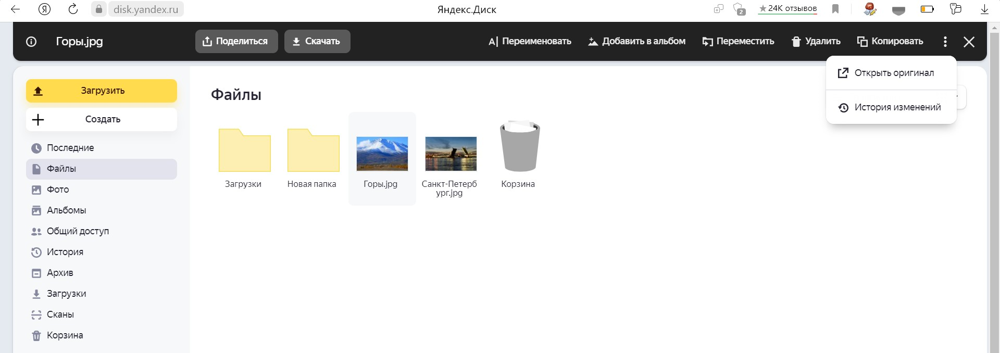 Я
disk.yandex.ru
Яндекс.Диск
2
★24K отзывов
Горы.jpg
Поделиться
Скачать
A| Переименовать
Добавить в альбом
Переместить
Удалить
Копировать
Открыть оригинал
История изменений
Загрузить
Создать
Последние
Файлы
Фото
Альбомы
Общий доступ
История
Архив
Загрузки
Сканы
Корзина
Файлы
Загрузки
Новая папка
Горы.jpg
Санкт-Петерб
ург.jpg
Корзина